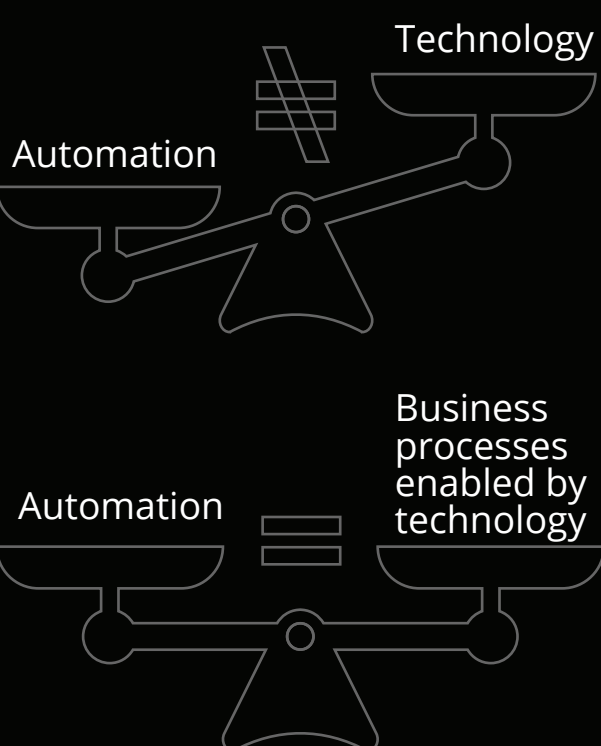 Technology
Automation
Business
processes
enabled by
technology
Automation